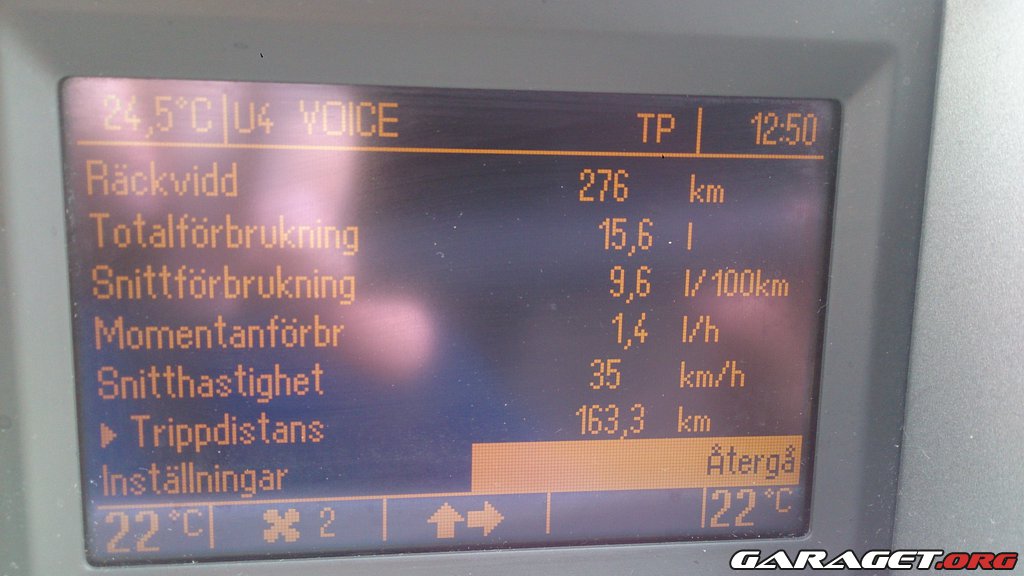 24,5°C U4 VOICE TP 12:50
Räckvidd 276 km
Totalförbrukning 15,6 l
Snittförbrukning 9,6 l/100km
Momentanförbr 1,4 l/h
Snitthastighet 35 km/h
Trippdistans 163,3 km
Inställningar Återgå
22°C 2 22°C
GARAGET.ORG